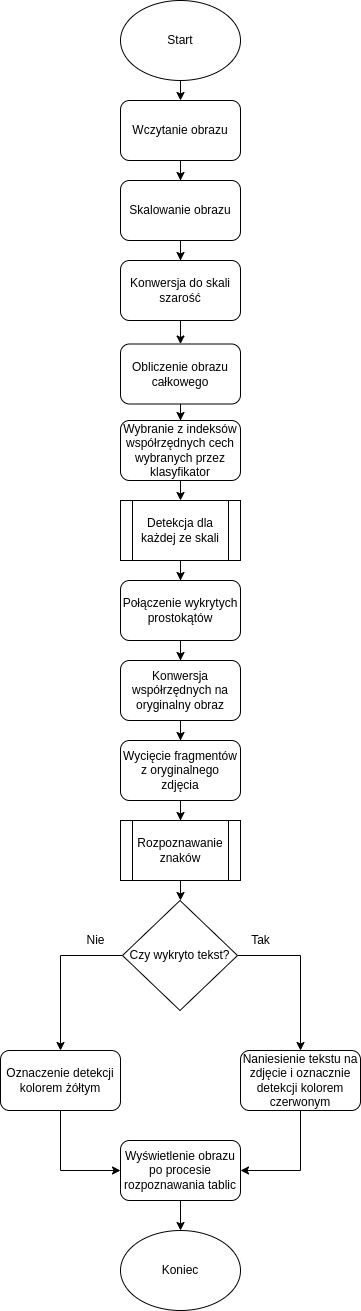 Start
Wczytanie obrazu
Skalowanie obrazu
Konwersja do skali
szarość
Obliczenie obrazu
całkowego
Wybranie z indeksów
współrzędnych cech
wybranych przez
klasyfikator
Detekcja dla
każdej ze skali
Połączenie wykrytych
prostokątów
Konwersja
współrzędnych na
oryginalny obraz
Wycięcie fragmentów
z oryginalnego
zdjęcia
Rozpoznawanie
znaków
Czy wykryto tekst?
Nie
Tak
Oznaczenie detekcji
kolorem żółtym
Naniesienie tekstu na
zdjęcie i oznacznie
detekcji kolorem
czerwonym
Wyświetlenie obrazu
po procesie
rozpoznawania tablic
Koniec